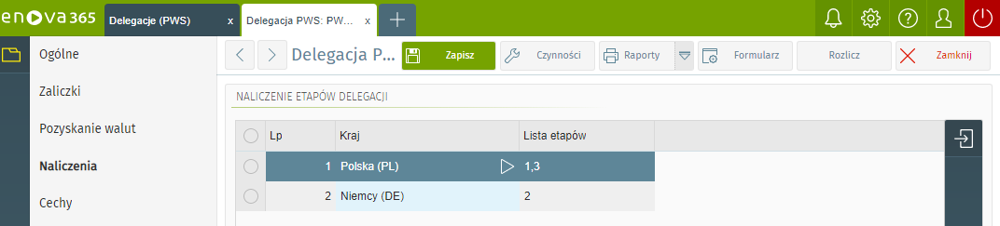 enova365
Delegacje (PWS) x
Delegacja PWS: PW... x
+
Delegacja P...
Zapisz
Czynności
Raporty
Formularz
Rozlicz
Zamknij
Ogólne
Zaliczki
Pozyskanie walut
Naliczenia
Cechy
NALICZENIE ETAPÓW DELEGACJI
Lp Kraj Lista etapów
1 Polska (PL) 1,3
2 Niemcy (DE) 2